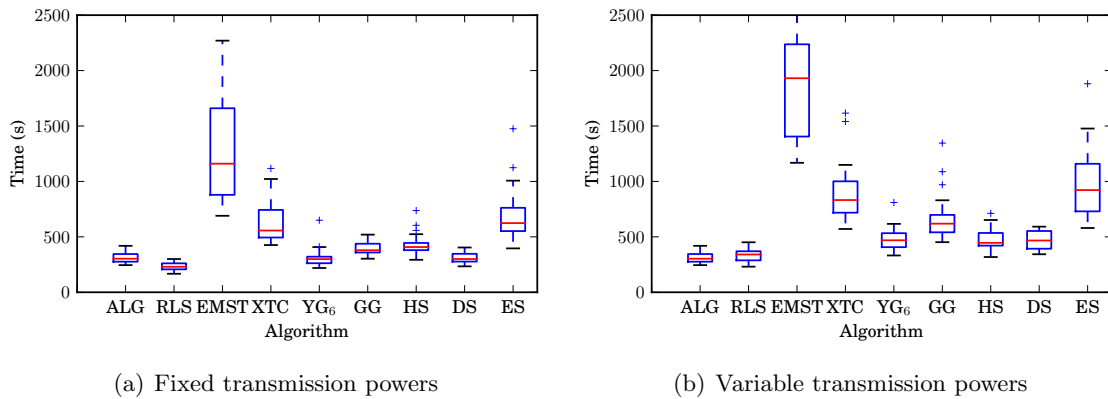 2500
2000
1500
1000
500
0
Time (s)
ALG RLS EMST XTC YG₆ GG HS DS ES
Algorithm
(a) Fixed transmission powers
2500
2000
1500
1000
500
0
Time (s)
ALG RLS EMST XTC YG₆ GG HS DS ES
Algorithm
(b) Variable transmission powers